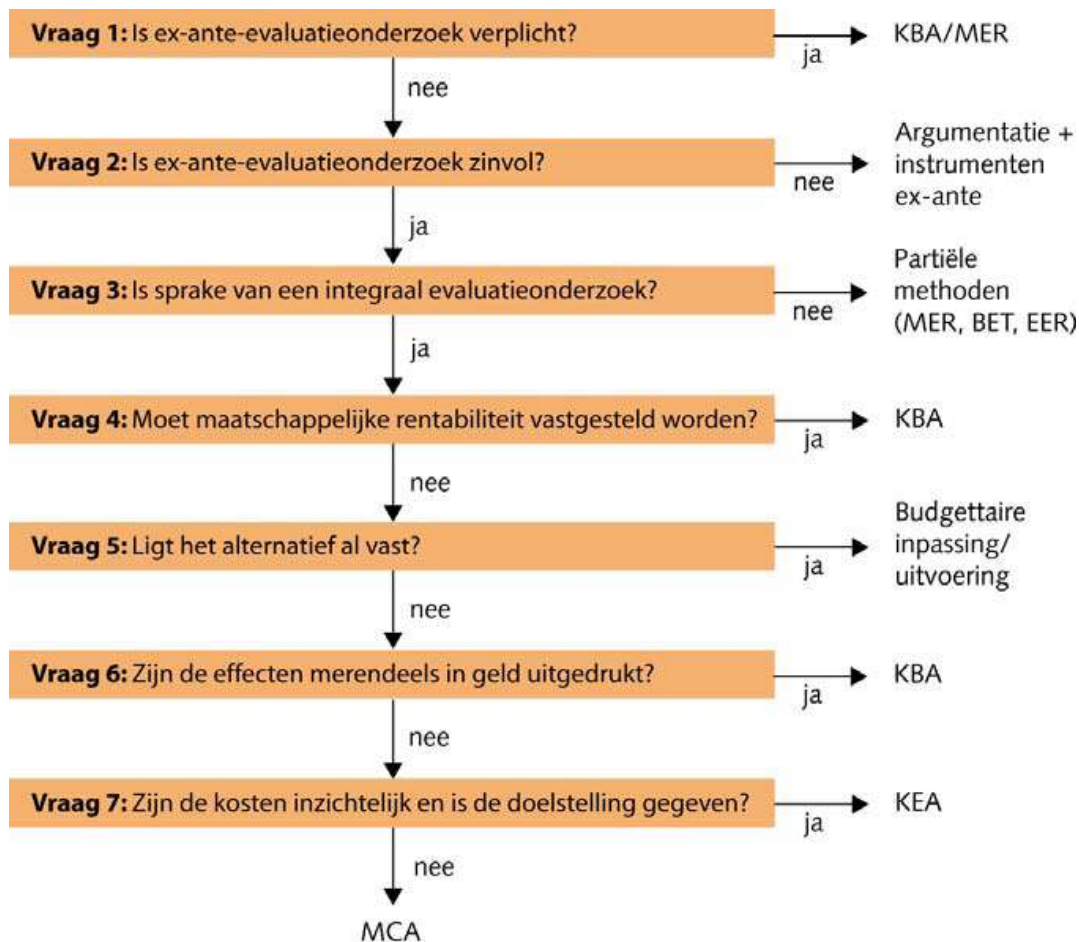 Vraag 1: Is ex-ante-evaluatieonderzoek verplicht?
ja
KBA/MER
nee
Vraag 2: Is ex-ante-evaluatieonderzoek zinvol?
nee
Argumentatie +
instrumenten
ex-ante
ja
Vraag 3: Is sprake van een integraal evaluatieonderzoek?
nee
Partiële
methoden
(MER, BET, EER)
ja
Vraag 4: Moet maatschappelijke rentabiliteit vastgesteld worden?
ja
KBA
nee
Vraag 5: Ligt het alternatief al vast?
ja
Budgettaire
inpassing/
uitvoering
nee
Vraag 6: Zijn de effecten merendeels in geld uitgedrukt?
ja
KBA
nee
Vraag 7: Zijn de kosten inzichtelijk en is de doelstelling gegeven?
ja
KEA
nee
MCA